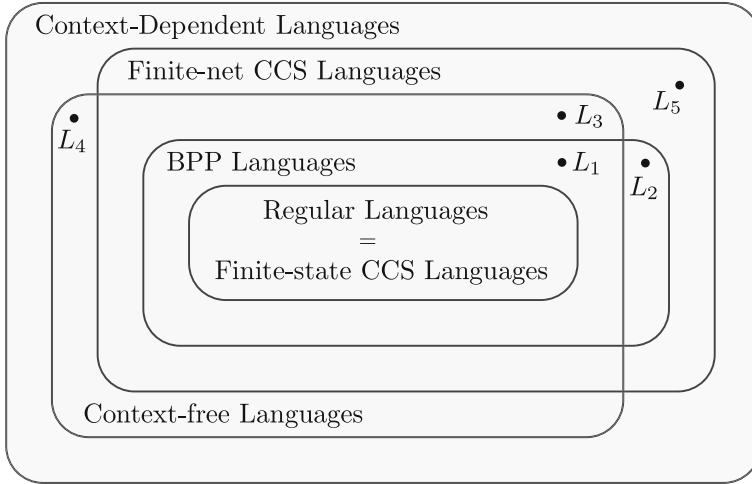 Context-Dependent Languages
Finite-net CCS Languages
L5
L3
L4
BPP Languages
L1
L2
Regular Languages
=
Finite-state CCS Languages
Context-free Languages